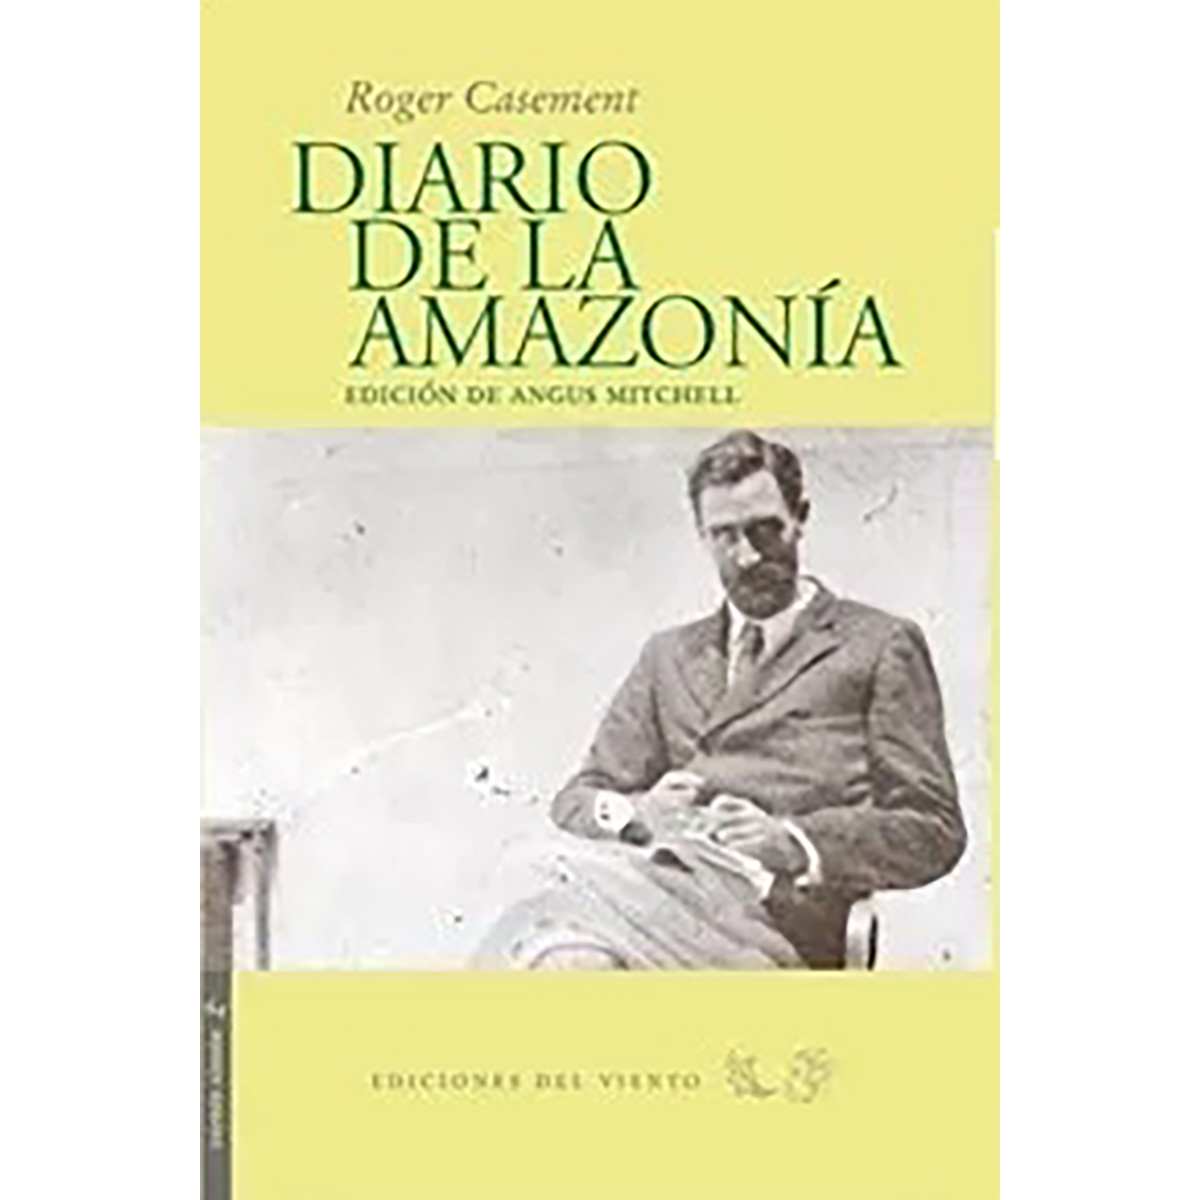 Roger Casement
DIARIO
DE LA
AMAZONÍA
EDICIÓN DE ANGUS MITCHELL
EDICIONES DEL VIENTO